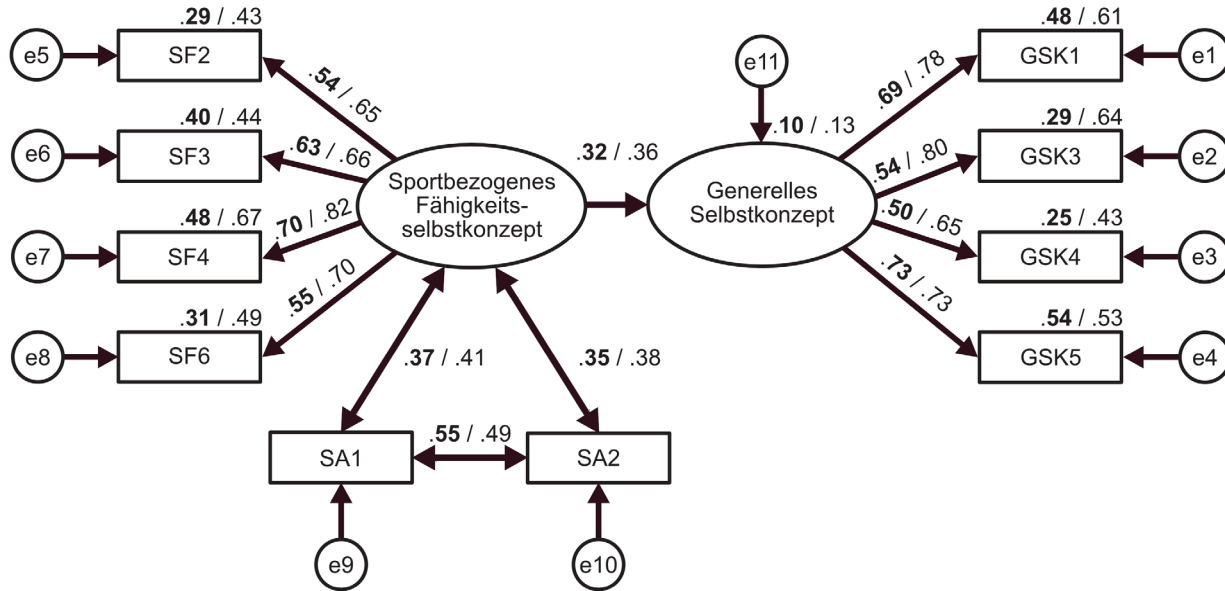 .29 / .43
e5
SF2
.54 / .65
.40 / .44
e6
SF3
.63 / .66
.48 / .67
e7
SF4
.70 / .82
.31 / .49
e8
SF6
.55 / .70
Sportbezogenes
Fähigkeits-
selbstkonzept
.32 / .36
e11
.10 / .13
Generelles
Selbstkonzept
.48 / .61
.69 / .78
GSK1
e1
.29 / .64
.54 / .80
GSK3
e2
.25 / .43
.50 / .65
GSK4
e3
.54 / .53
.73 / .73
GSK5
e4
.37 / .41
.35 / .38
.55 / .49
SA1
SA2
e9
e10